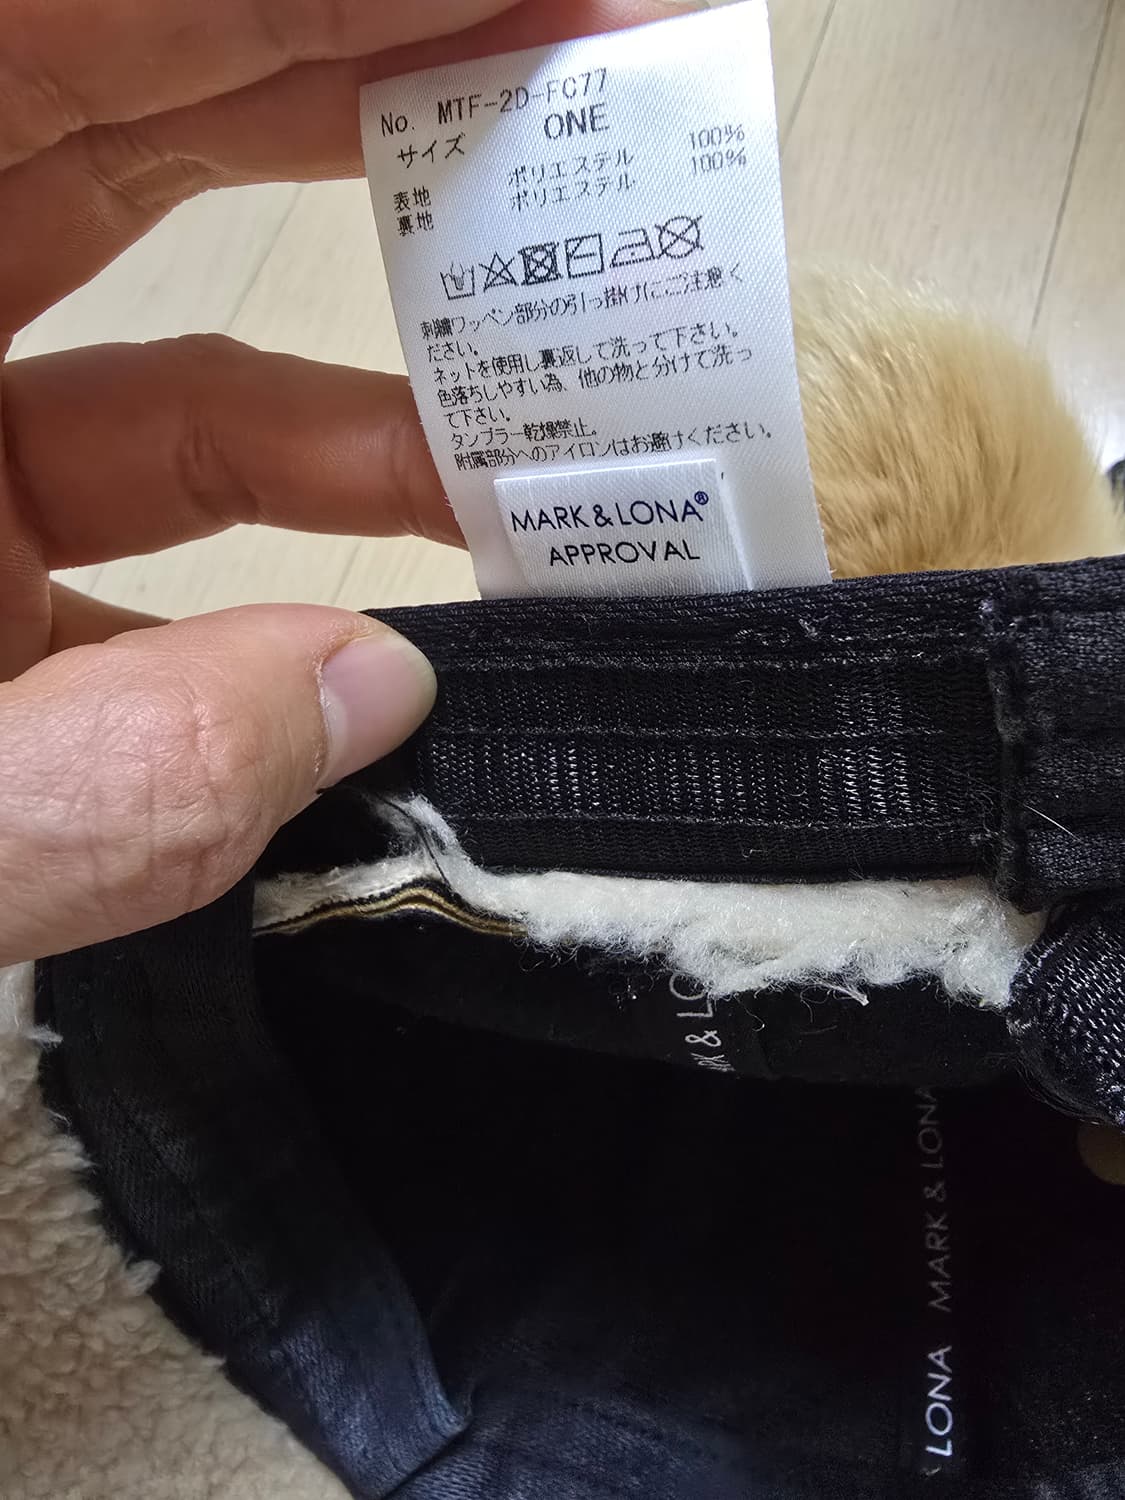 No. MTF-2D-FC77
サイズ ONE
表地 ポリエステル 100%
裏地 ポリエステル 100%
刺繍ワッペン部分の引っ掛けにご注意く
ださい。
ネットを使用し裏返して洗って下さい。
色落ちしやすい為、他の物と分けて洗っ
て下さい。
タンブラー乾燥禁止。
附属部分へのアイロンはお避けください。
MARK & LONA®
APPROVAL
& LO
MARK & LONA
LONA